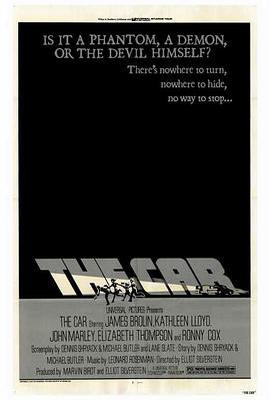 IS IT A PHANTOM, A DEMON,
OR THE DEVIL HIMSELF?
There's nowhere to turn,
nowhere to hide,
no way to stop...
THE CAR
UNIVERSAL PICTURES Presents
THE CAR Starring JAMES BROLIN, KATHLEEN LLOYD,
JOHN MARLEY, ELIZABETH THOMPSON and RONNY COX
Screenplay by DENNIS SHRYACK & MICHAEL BUTLER and LANE SLATE · Story by DENNIS SHRYACK &
MICHAEL BUTLER · Music by LEONARD ROSENMAN · Directed by ELLIOT SILVERSTEIN
Produced by MARVIN BIRDT and ELLIOT SILVERSTEIN
PG
"THE CAR"